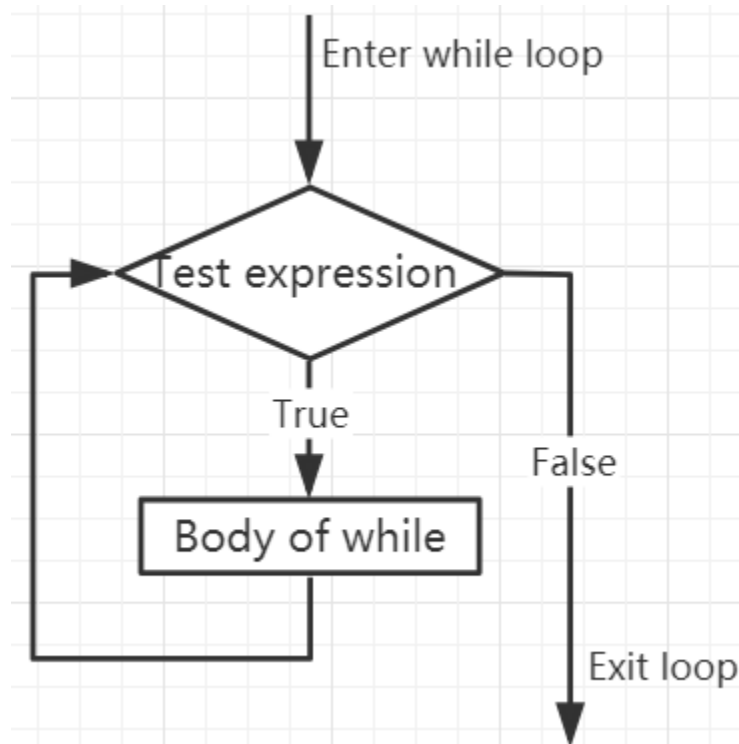 Enter while loop
Test expression
True
False
Body of while
Exit loop